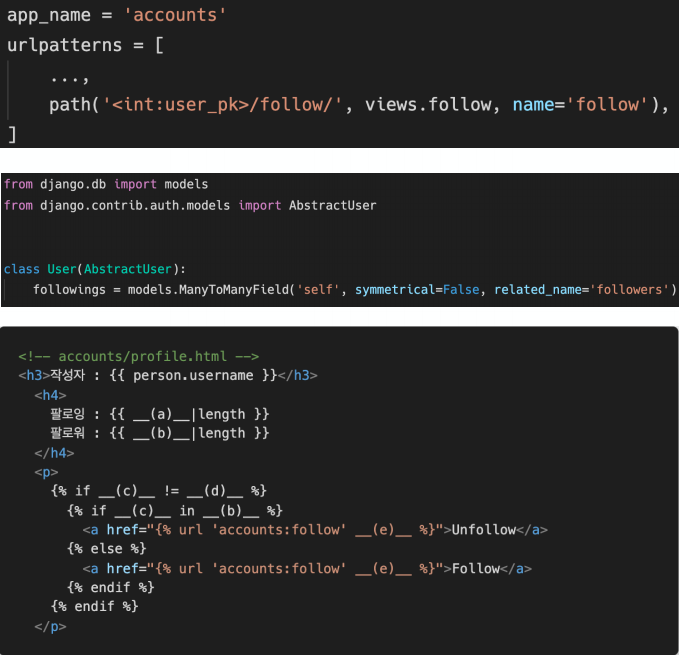 app_name = 'accounts'
urlpatterns = [
    ...,
    path('<int:user_pk>/follow/', views.follow, name='follow'),
]
from django.db import models
from django.contrib.auth.models import AbstractUser
class User(AbstractUser):
    followings = models.ManyToManyField('self', symmetrical=False, related_name='followers')
<!-- accounts/profile.html -->
<h3>작성자 : {{ person.username }}</h3>
  <h4>
    팔로잉 : {{ __(a)__|length }}
    팔로워 : {{ __(b)__|length }}
  </h4>
  <p>
    {% if __(c)__ != __(d)__ %}
      {% if __(c)__ in __(b)__ %}
        <a href="{% url 'accounts:follow' __(e)__ %}">Unfollow</a>
      {% else %}
        <a href="{% url 'accounts:follow' __(e)__ %}">Follow</a>
      {% endif %}
    {% endif %}
  </p>